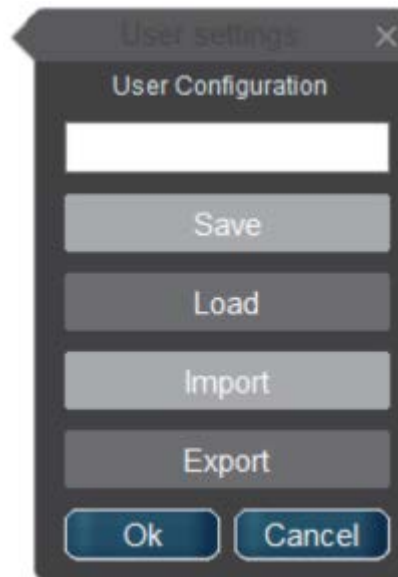 User settings
User Configuration
Save
Load
Import
Export
Ok Cancel